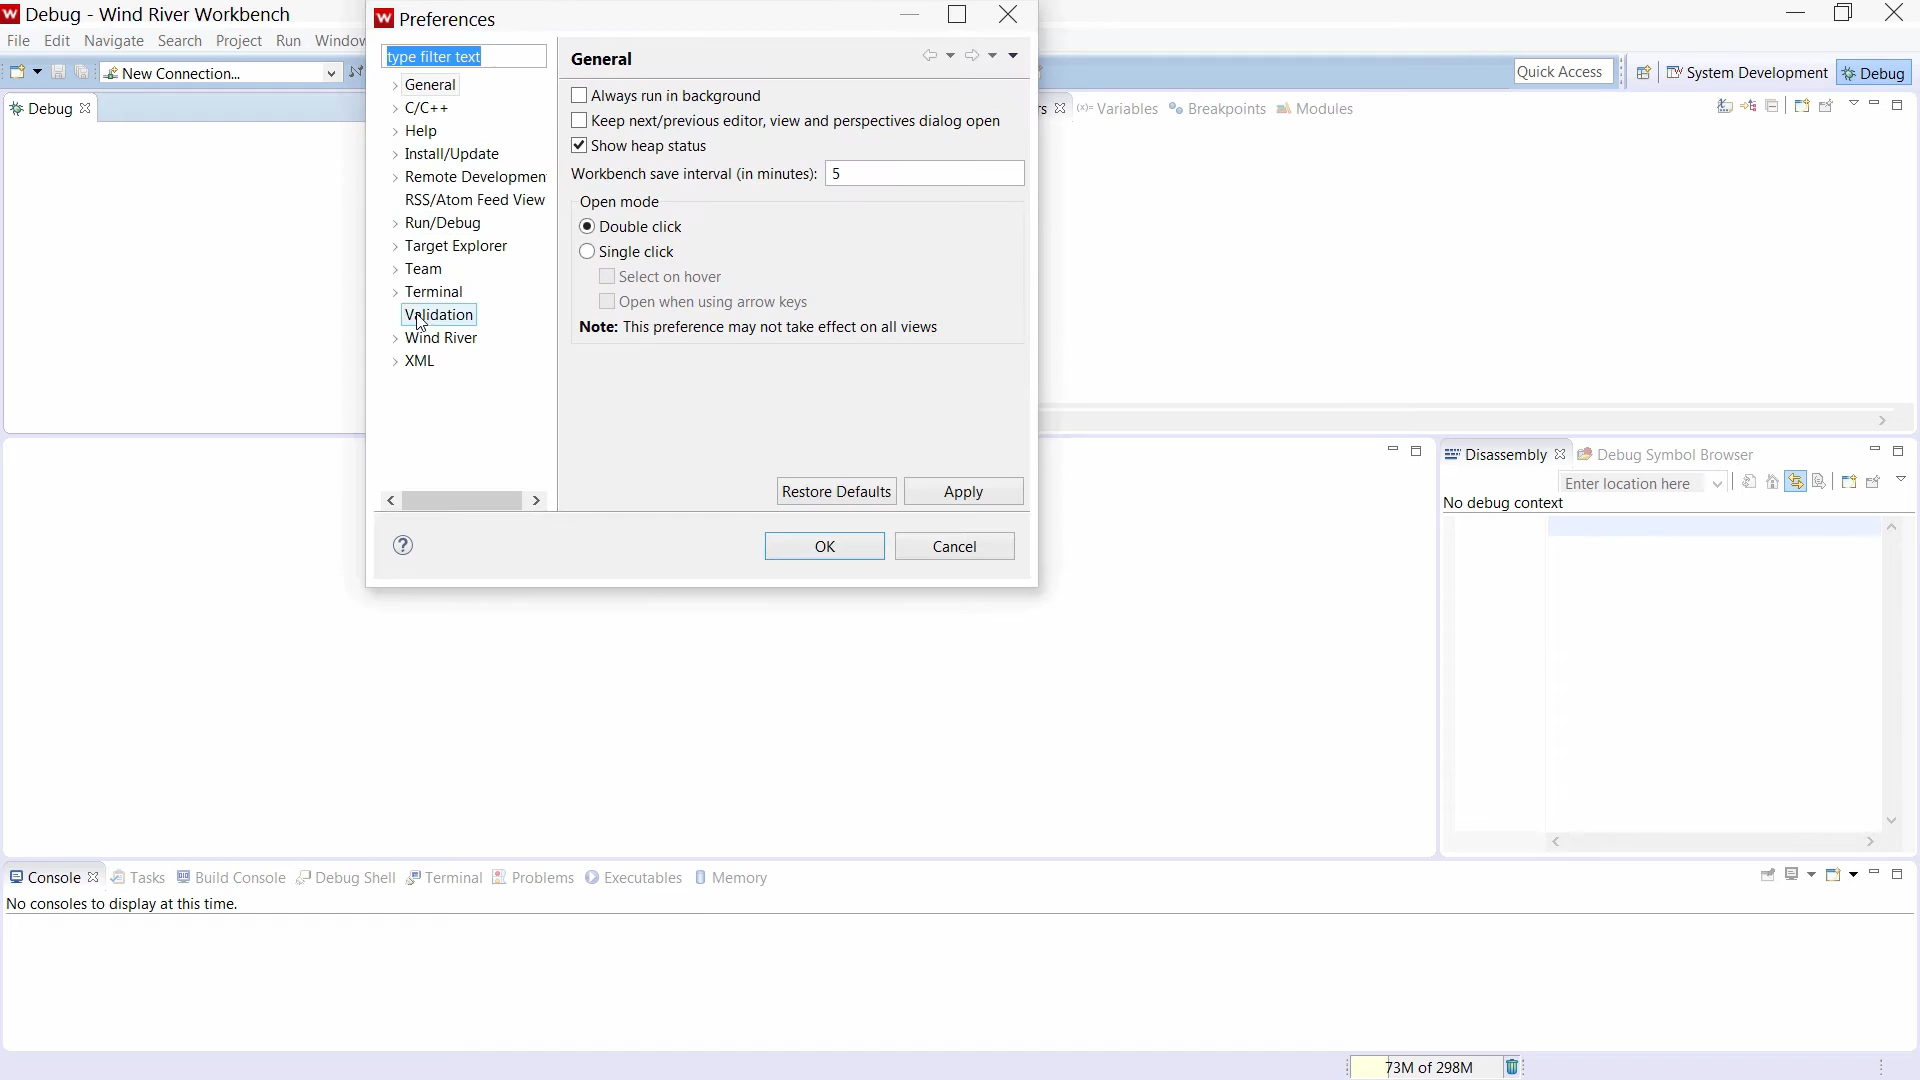 Debug - Wind River Workbench
File Edit Navigate Search Project Run Window
New Connection...
Quick Access
System Development
Debug
Debug
Variables
Breakpoints
Modules
Preferences
type filter text
General
C/C++
Help
Install/Update
Remote Developmen
RSS/Atom Feed View
Run/Debug
Target Explorer
Team
Terminal
Validation
Wind River
XML
General
Always run in background
Keep next/previous editor, view and perspectives dialog open
Show heap status
Workbench save interval (in minutes): 5
Open mode
Double click
Single click
Select on hover
Open when using arrow keys
Note: This preference may not take effect on all views
Restore Defaults
Apply
OK
Cancel
Disassembly
Debug Symbol Browser
Enter location here
No debug context
Console
Tasks
Build Console
Debug Shell
Terminal
Problems
Executables
Memory
No consoles to display at this time.
73M of 298M